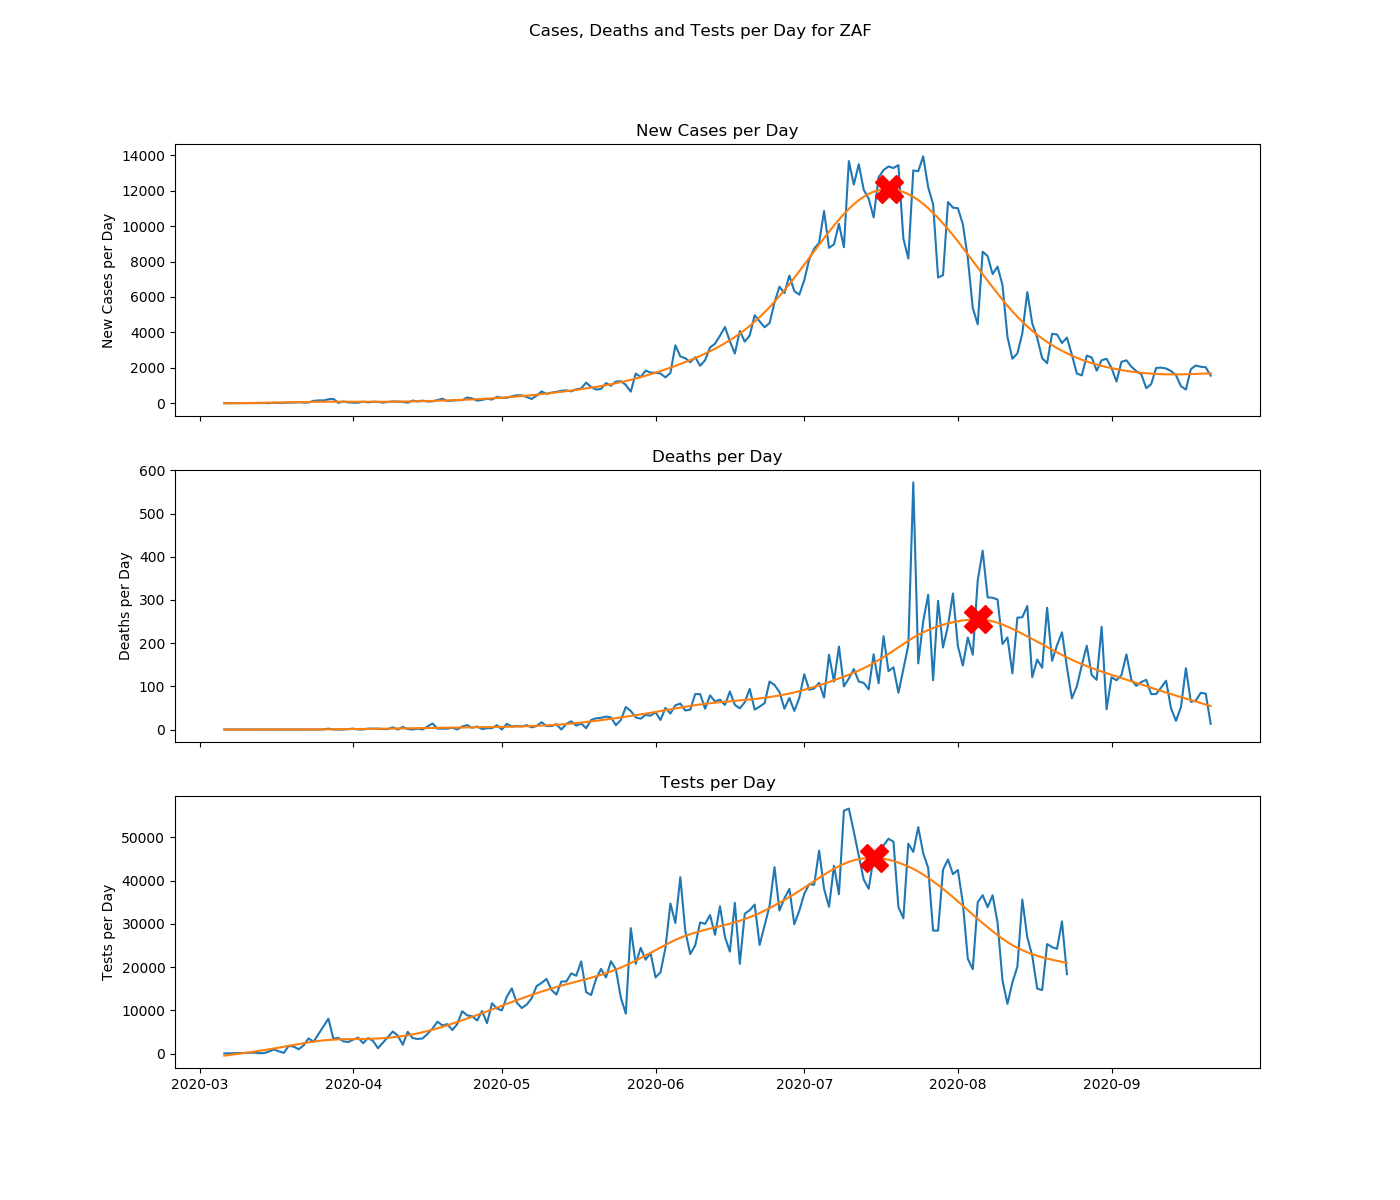 Cases, Deaths and Tests per Day for ZAF
New Cases per Day
New Cases per Day
14000
12000
10000
8000
6000
4000
2000
0
Deaths per Day
Deaths per Day
600
500
400
300
200
100
0
Tests per Day
Tests per Day
50000
40000
30000
20000
10000
0
2020-03 2020-04 2020-05 2020-06 2020-07 2020-08 2020-09